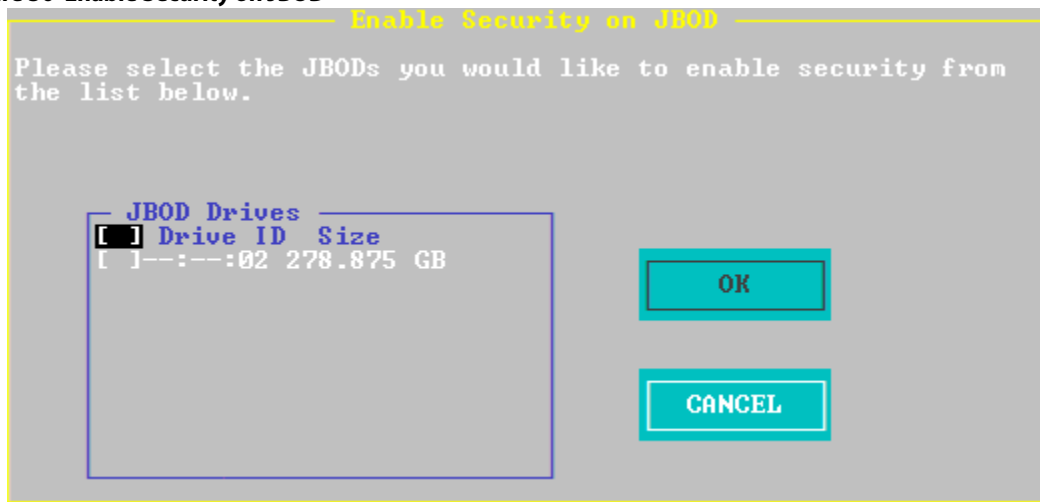 Enable Security on JBOD
Please select the JBODs you would like to enable security from
the list below.
JBOD Drives
[ ] Drive ID Size
[ ]--:--:02 278.875 GB
OK
CANCEL